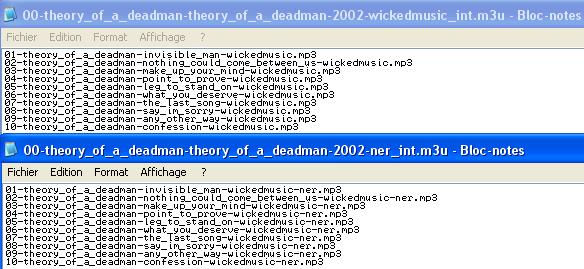 00-theory_of_a_deadman-theory_of_a_deadman-2002-wickedmusic_int.m3u - Bloc-notes
Fichier Edition Format Affichage ?
01-theory_of_a_deadman-invisible_man-wickedmusic.mp3
02-theory_of_a_deadman-nothing_could_come_between_us-wickedmusic.mp3
03-theory_of_a_deadman-make_up_your_mind-wickedmusic.mp3
04-theory_of_a_deadman-point_to_prove-wickedmusic.mp3
05-theory_of_a_deadman-leg_to_stand_on-wickedmusic.mp3
06-theory_of_a_deadman-what_you_deserve-wickedmusic.mp3
07-theory_of_a_deadman-the_last_song-wickedmusic.mp3
08-theory_of_a_deadman-say_im_sorry-wickedmusic.mp3
09-theory_of_a_deadman-any_other_way-wickedmusic.mp3
10-theory_of_a_deadman-confession-wickedmusic.mp3
00-theory_of_a_deadman-theory_of_a_deadman-2002-ner_int.m3u - Bloc-notes
Fichier Edition Format Affichage ?
01-theory_of_a_deadman-invisible_man-wickedmusic-ner.mp3
02-theory_of_a_deadman-nothing_could_come_between_us-wickedmusic-ner.mp3
03-theory_of_a_deadman-make_up_your_mind-wickedmusic-ner.mp3
04-theory_of_a_deadman-point_to_prove-wickedmusic-ner.mp3
05-theory_of_a_deadman-leg_to_stand_on-wickedmusic-ner.mp3
06-theory_of_a_deadman-what_you_deserve-wickedmusic-ner.mp3
07-theory_of_a_deadman-the_last_song-wickedmusic-ner.mp3
08-theory_of_a_deadman-say_im_sorry-wickedmusic-ner.mp3
09-theory_of_a_deadman-any_other_way-wickedmusic-ner.mp3
10-theory_of_a_deadman-confession-wickedmusic-ner.mp3